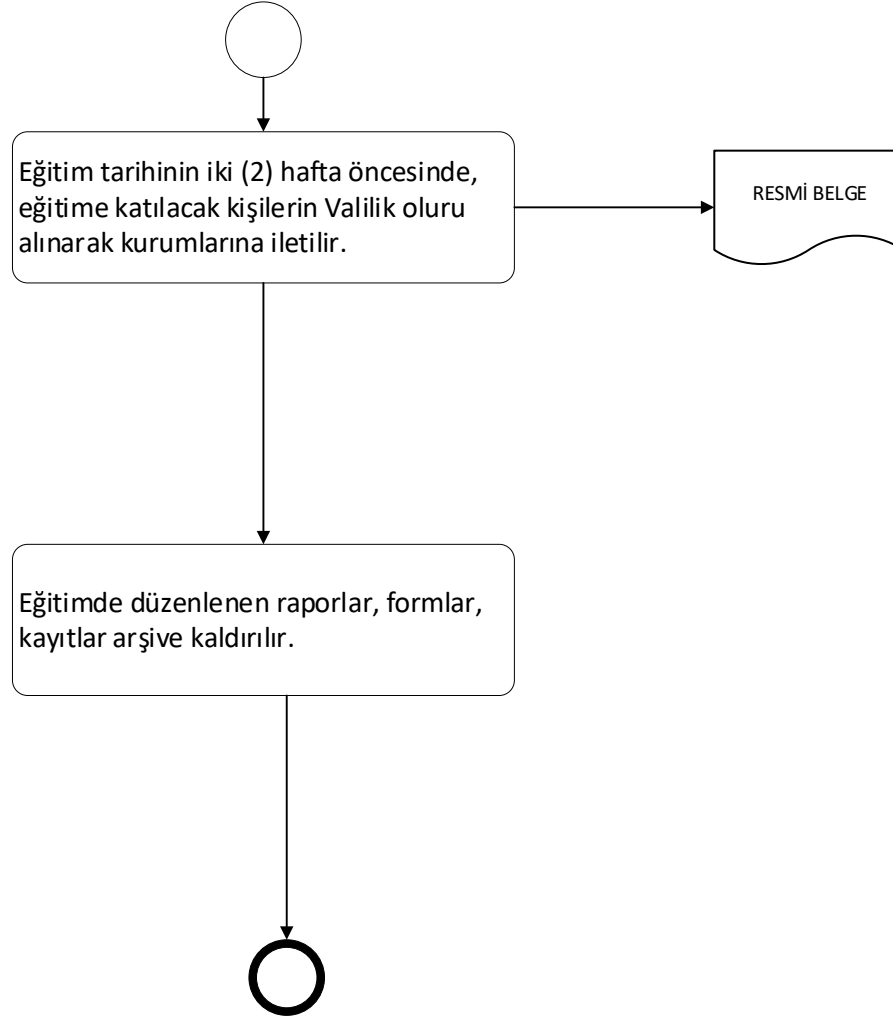 Eğitim tarihinin iki (2) hafta öncesinde,
eğitime katılacak kişilerin Valilik oluru
alınarak kurumlarına iletilir.
RESMİ BELGE
Eğitimde düzenlenen raporlar, formlar,
kayıtlar arşive kaldırılır.